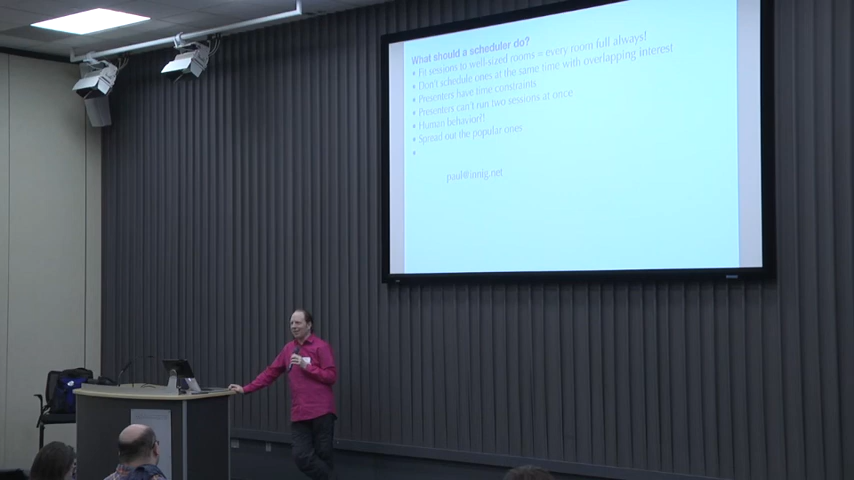 What should a scheduler do?
• Fit sessions to well-sized rooms = every room full always!
• Don't schedule ones at the same time with overlapping interest
• Presenters have time constraints
• Presenters can't run two sessions at once
• Human behavior?!
• Spread out the popular ones
•
paul@innig.net